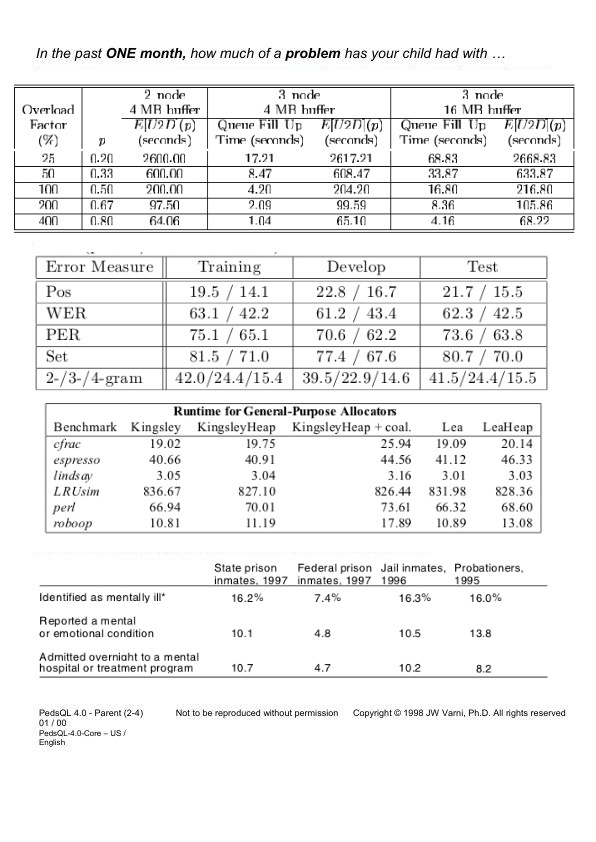 In the past ONE month, how much of a problem has your child had with …
2 node 3 node 3 node
Overload 4 MB buffer 4 MB buffer 16 MB buffer
Factor E[U2D](p) Queue Fill Up E[U2D](p) Queue Fill Up E[U2D](p)
(%) p (seconds) Time (seconds) (seconds) Time (seconds) (seconds)
25 0.20 2600.00 17.21 2617.21 68.83 2668.83
50 0.33 600.00 8.47 608.47 33.87 633.87
100 0.50 200.00 4.20 204.20 16.80 216.80
200 0.67 97.50 2.09 99.59 8.36 105.86
400 0.80 64.06 1.04 65.10 4.16 68.22
Error Measure Training Develop Test
Pos 19.5 / 14.1 22.8 / 16.7 21.7 / 15.5
WER 63.1 / 42.2 61.2 / 43.4 62.3 / 42.5
PER 75.1 / 65.1 70.6 / 62.2 73.6 / 63.8
Set 81.5 / 71.0 77.4 / 67.6 80.7 / 70.0
2-/3-/4-gram 42.0/24.4/15.4 39.5/22.9/14.6 41.5/24.4/15.5
Runtime for General-Purpose Allocators
Benchmark Kingsley KingsleyHeap KingsleyHeap + coal. Lea LeaHeap
cfrac 19.02 19.75 25.94 19.09 20.14
espresso 40.66 40.91 44.56 41.12 46.33
lindsay 3.05 3.04 3.16 3.01 3.03
LRUsim 836.67 827.10 826.44 831.98 828.36
perl 66.94 70.01 73.61 66.32 68.60
roboop 10.81 11.19 17.89 10.89 13.08
State prison Federal prison Jail inmates, Probationers,
inmates, 1997 inmates, 1997 1996 1995
Identified as mentally ill* 16.2% 7.4% 16.3% 16.0%
Reported a mental
or emotional condition 10.1 4.8 10.5 13.8
Admitted overnight to a mental
hospital or treatment program 10.7 4.7 10.2 8.2
PedsQL 4.0 - Parent (2-4) Not to be reproduced without permission Copyright © 1998 JW Varni, Ph.D. All rights reserved
01 / 00
PedsQL-4.0-Core – US /
English